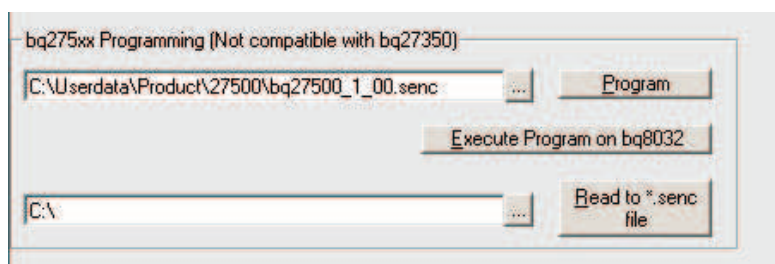 bq275xx Programming (Not compatible with bq27350)
C:\Userdata\Product\27500\bq27500_1_00.senc ... Program
Execute Program on bq8032
C:\ ... Read to *.senc
file